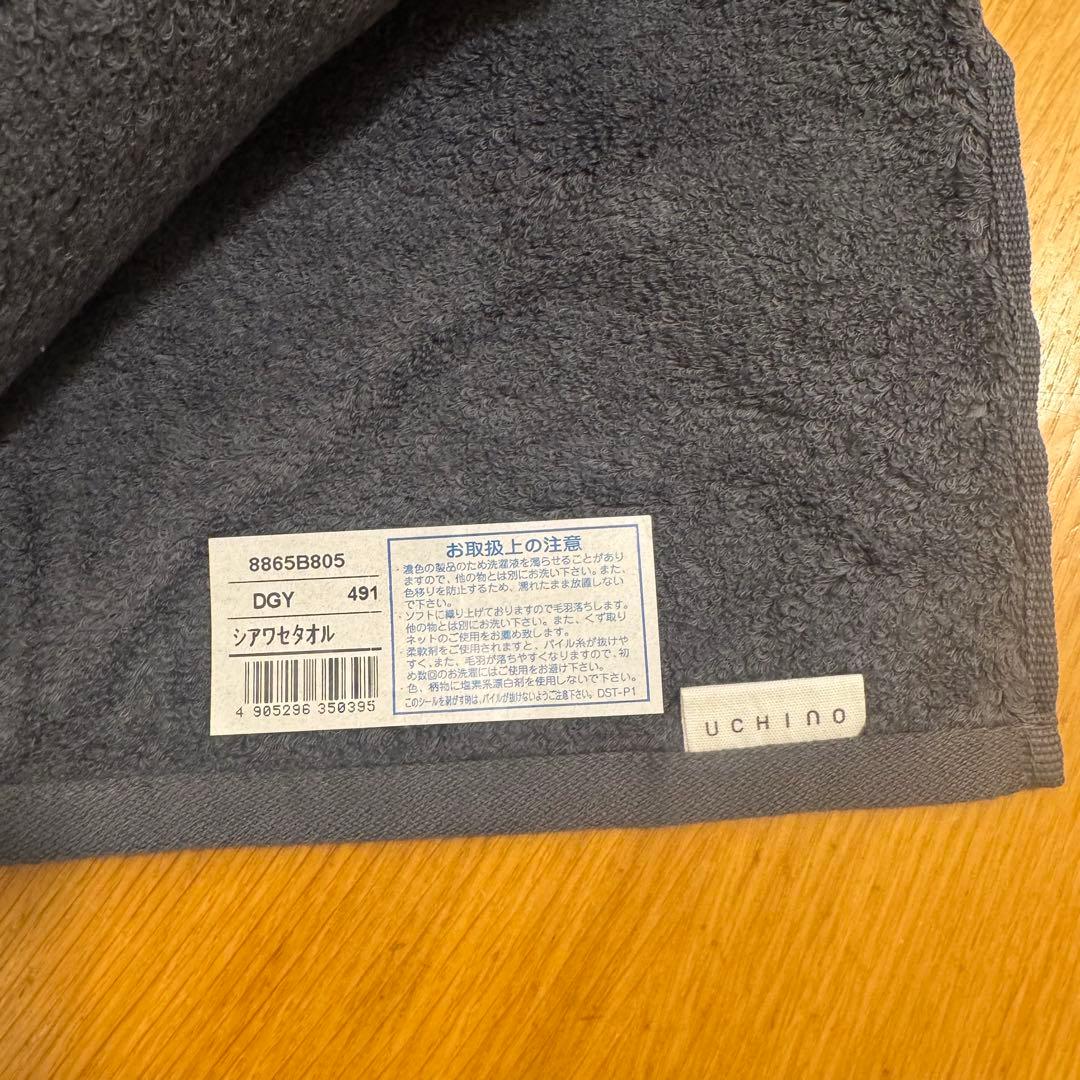 8865B805
DGY 491
シアワセタオル
4 905296 350395
お取扱上の注意
・濃色の製品のため洗濯液を濁らせることがあり
ますので、他の物とは別にお洗い下さい。また、
色移りを防止するため、濡れたまま放置しない
で下さい。
・ソフトに織り上げておりますので毛羽落ちします。
他の物とは別にお洗い下さい。また、くず取り
ネットのご使用をお薦め致します。
・柔軟剤をご使用されますと、パイル糸が抜けや
すく、また、毛羽が落ちやすくなりますので、初
め数回のお洗濯にはご使用をお避け下さい。
・色、柄物に塩素系漂白剤を使用しないで下さい。
このシールを剥がす時は、パイルが抜けないようご注意下さい。DST-P1
UCHINO